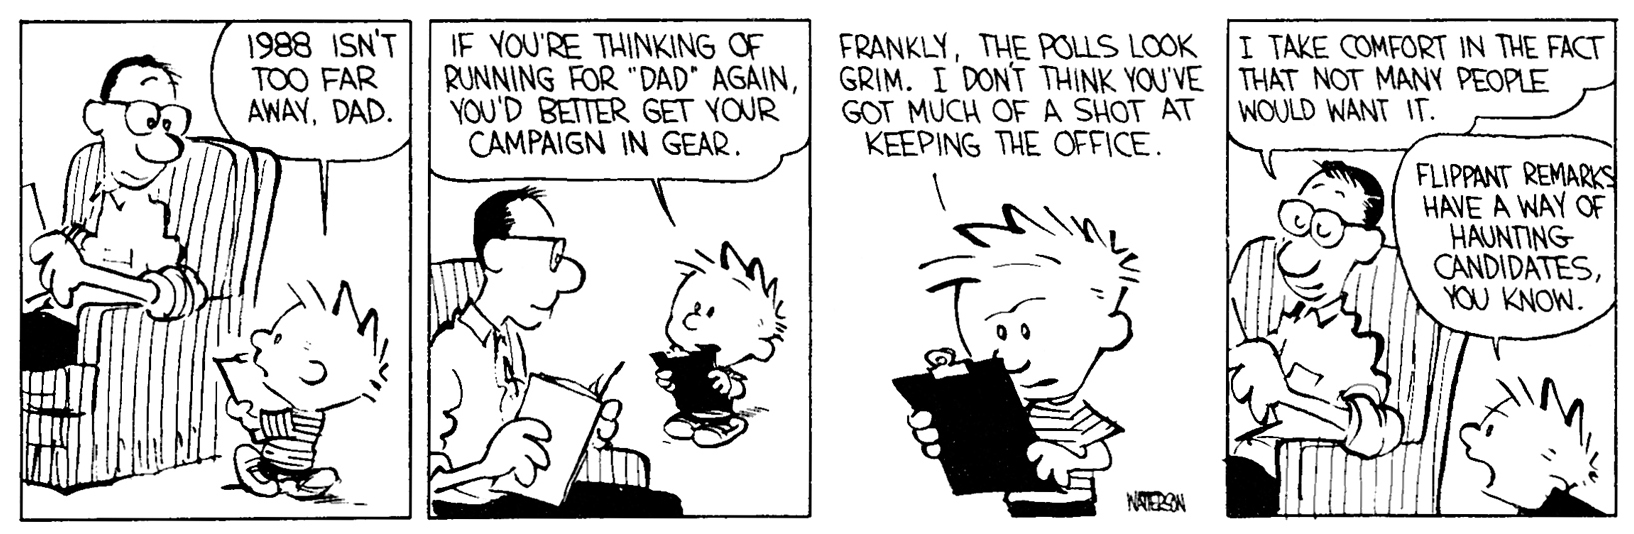 1988 ISN'T
TOO FAR
AWAY, DAD.
IF YOU'RE THINKING OF
RUNNING FOR "DAD" AGAIN,
YOU'D BETTER GET YOUR
CAMPAIGN IN GEAR.
FRANKLY, THE POLLS LOOK
GRIM. I DON'T THINK YOU'VE
GOT MUCH OF A SHOT AT
KEEPING THE OFFICE.
WATTERSON
I TAKE COMFORT IN THE FACT
THAT NOT MANY PEOPLE
WOULD WANT IT.
FLIPPANT REMARKS
HAVE A WAY OF
HAUNTING
CANDIDATES,
YOU KNOW.